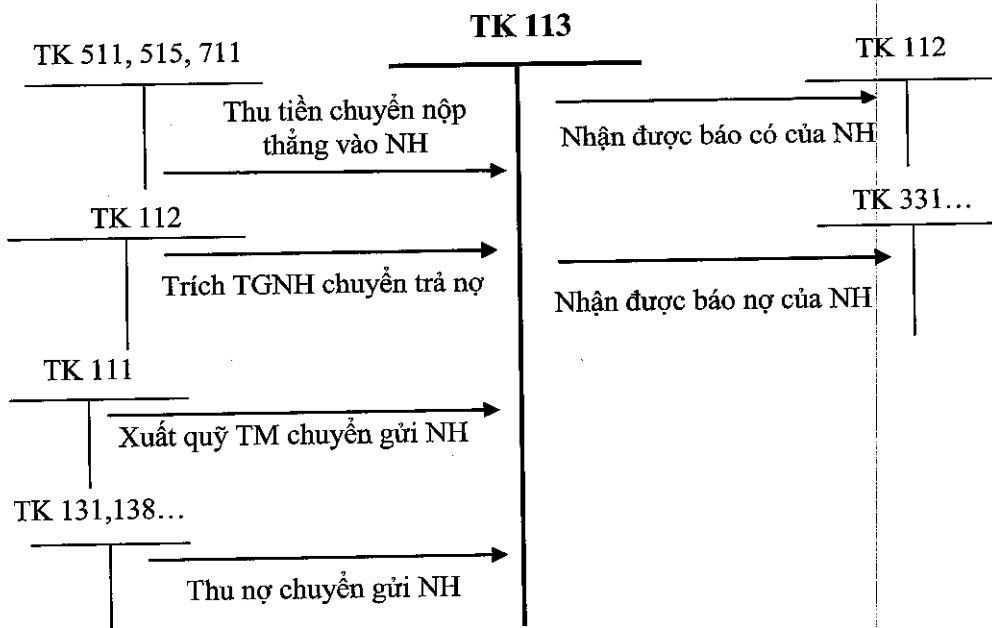 TK 113
TK 511, 515, 711
TK 112
Thu tiền chuyển nộp
thẳng vào NH
Nhận được báo có của NH
TK 112
TK 331...
Trích TGNH chuyển trả nợ
Nhận được báo nợ của NH
TK 111
Xuất quỹ TM chuyển gửi NH
TK 131,138...
Thu nợ chuyển gửi NH